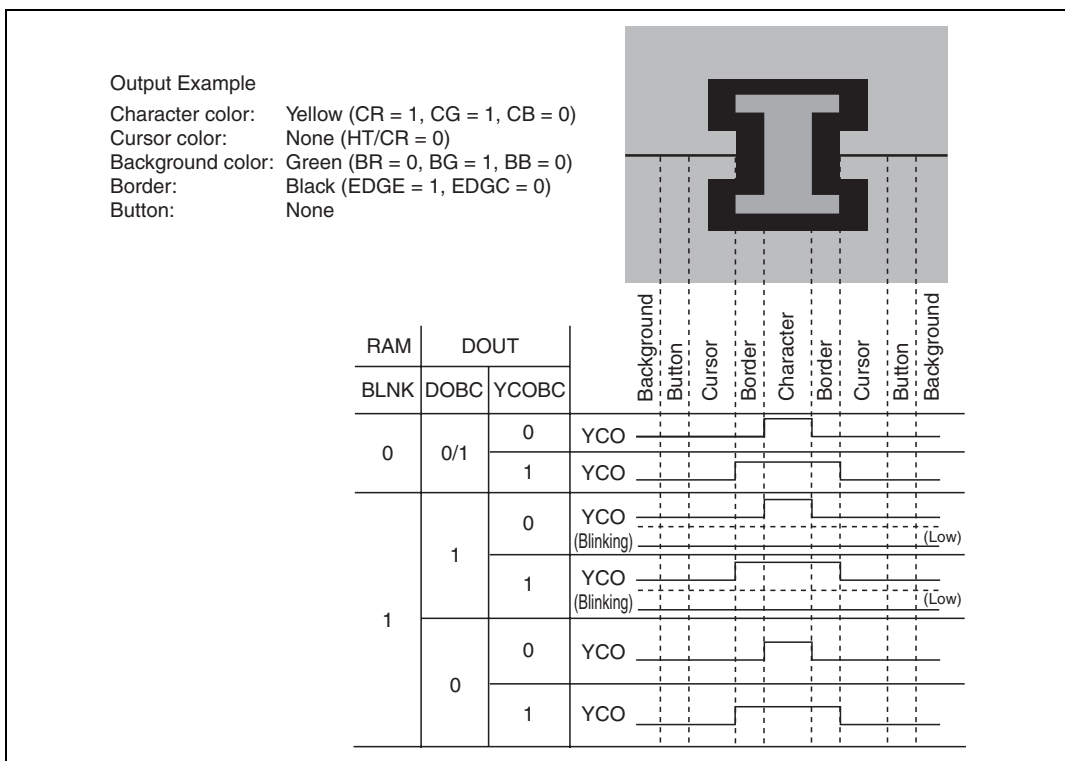 Output Example
Character color: Yellow (CR = 1, CG = 1, CB = 0)
Cursor color: None (HT/CR = 0)
Background color: Green (BR = 0, BG = 1, BB = 0)
Border: Black (EDGE = 1, EDGC = 0)
Button: None
Background
Button
Cursor
Border
Character
Border
Cursor
Button
Background
RAM DOUT
BLNK DOBC YCOBC
0 0/1 0 YCO
1 YCO
1 1 0 YCO
(Blinking) (Low)
1 YCO
(Blinking) (Low)
0 0 YCO
1 YCO